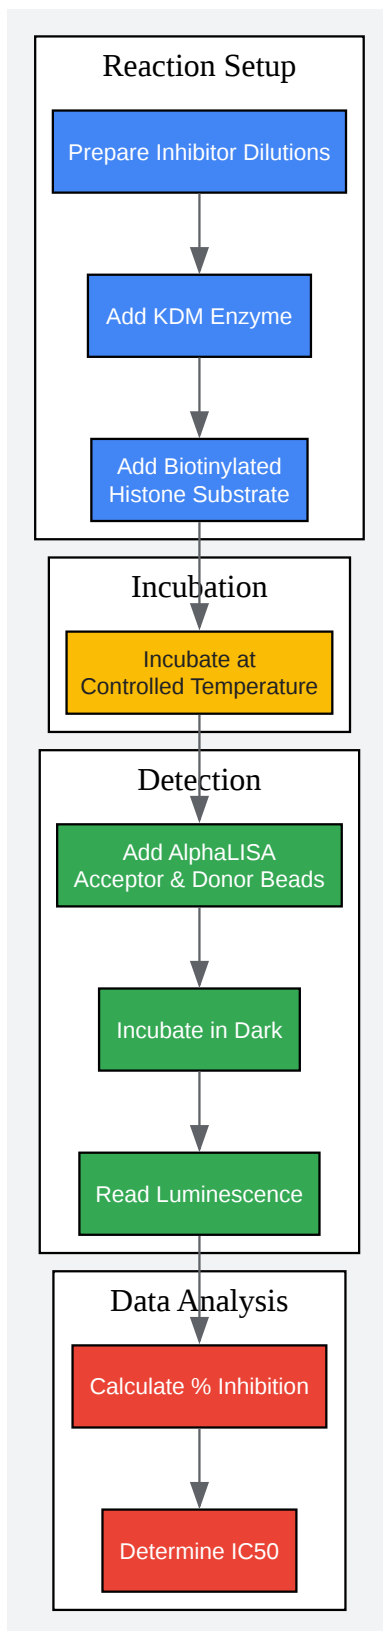 Reaction Setup
Prepare Inhibitor Dilutions
Add KDM Enzyme
Add Biotinylated
Histone Substrate
Incubation
Incubate at
Controlled Temperature
Detection
Add AlphaLISA
Acceptor & Donor Beads
Incubate in Dark
Read Luminescence
Data Analysis
Calculate % Inhibition
Determine IC50